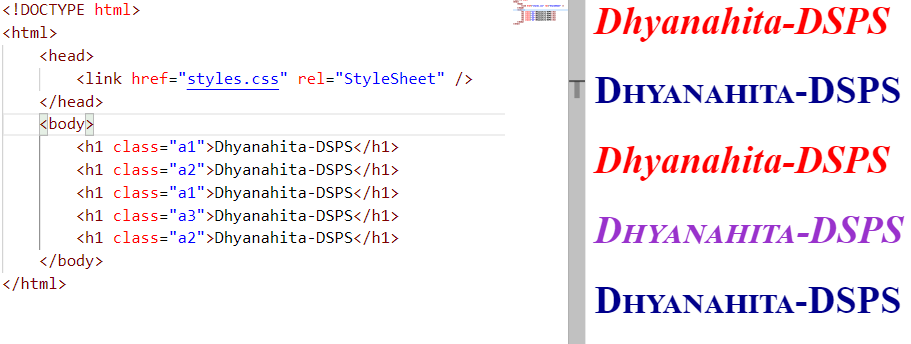 <!DOCTYPE html>
<html>
<head>
<link href="styles.css" rel="StyleSheet" />
</head>
<body>
<h1 class="a1">Dhyanahita-DSPS</h1>
<h1 class="a2">Dhyanahita-DSPS</h1>
<h1 class="a1">Dhyanahita-DSPS</h1>
<h1 class="a3">Dhyanahita-DSPS</h1>
<h1 class="a2">Dhyanahita-DSPS</h1>
</body>
</html>
T
Dhyanahita-DSPS
Dhyanahita-DSPS
Dhyanahita-DSPS
Dhyanahita-DSPS
Dhyanahita-DSPS